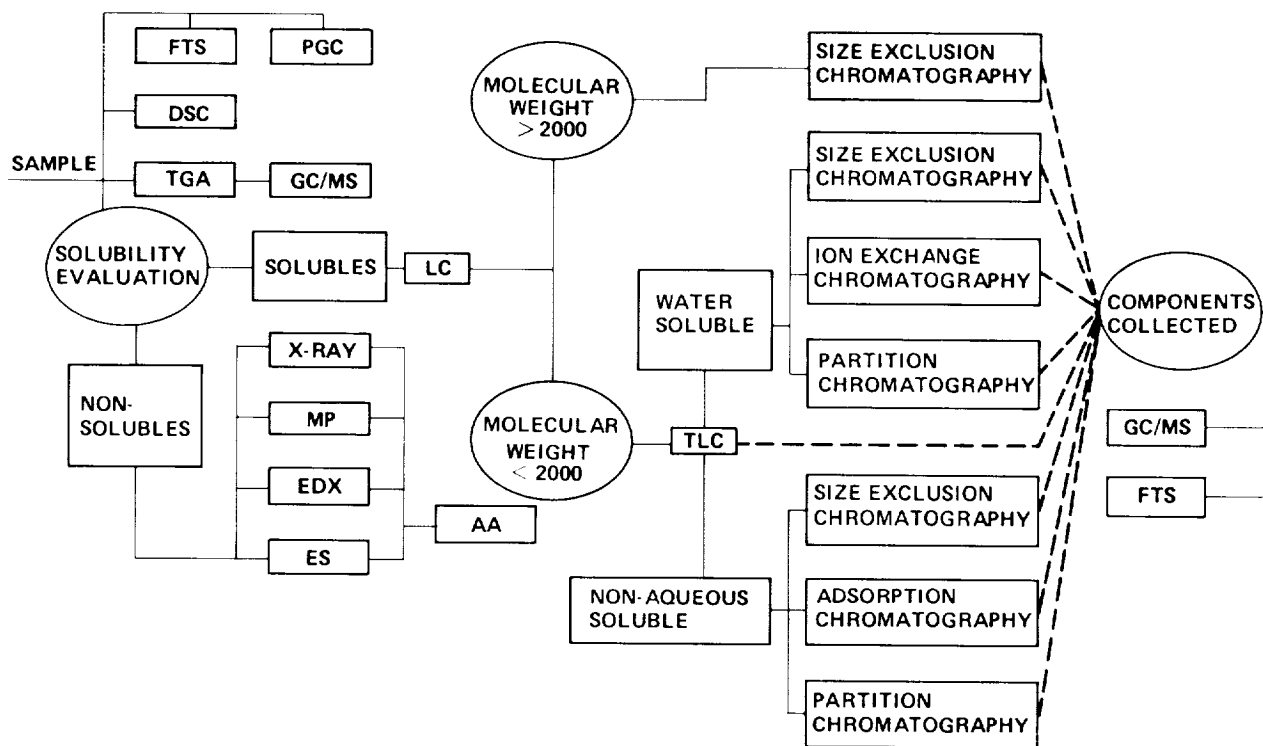 FTS
PGC
DSC
SAMPLE
TGA
GC/MS
SOLUBILITY
EVALUATION
SOLUBLES
LC
NON-
SOLUBLES
X-RAY
MP
EDX
ES
AA
MOLECULAR
WEIGHT
> 2000
MOLECULAR
WEIGHT
< 2000
TLC
WATER
SOLUBLE
NON-AQUEOUS
SOLUBLE
SIZE EXCLUSION
CHROMATOGRAPHY
SIZE EXCLUSION
CHROMATOGRAPHY
ION EXCHANGE
CHROMATOGRAPHY
PARTITION
CHROMATOGRAPHY
SIZE EXCLUSION
CHROMATOGRAPHY
ADSORPTION
CHROMATOGRAPHY
PARTITION
CHROMATOGRAPHY
COMPONENTS
COLLECTED
GC/MS
FTS